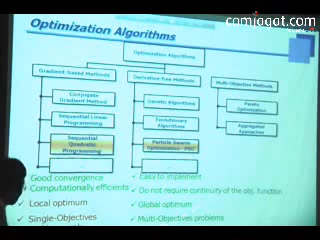 comjagat.com
Optimization Algorithms
Optimization Algorithms
Gradient-based Methods
Derivative-free Methods
Multi-Objective Methods
Conjugate
Gradient Method
Sequential Linear
Programming
Sequential
Quadratic
Programming
Genetic Algorithms
Evolutionary
Algorithms
Particle Swarm
Optimization - PSO
Pareto
Optimization
Aggregated
Approaches
Good convergence
Computationally efficients
Local optimum
Single-Objectives
Easy to implement
Do not require continuity of the obj. function
Global optimum
Multi-Objectives problems